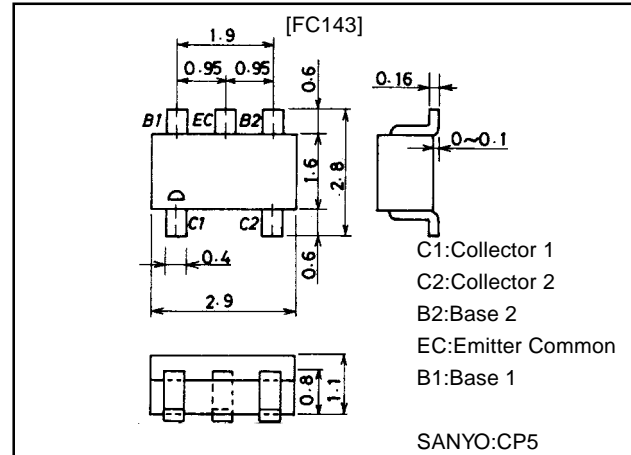 [FC143]
1.9
0.95 0.95
0.6
0.16
B1 EC B2
0~0.1
1.6
2.8
C1 C2
0.4
0.6
2.9
C1:Collector 1
C2:Collector 2
B2:Base 2
EC:Emitter Common
B1:Base 1
0.8
1.1
SANYO:CP5